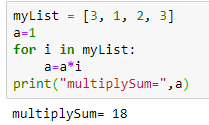 myList = [3, 1, 2, 3]
a=1
for i in myList:
    a=a*i
print("multiplySum=",a)
multiplySum= 18